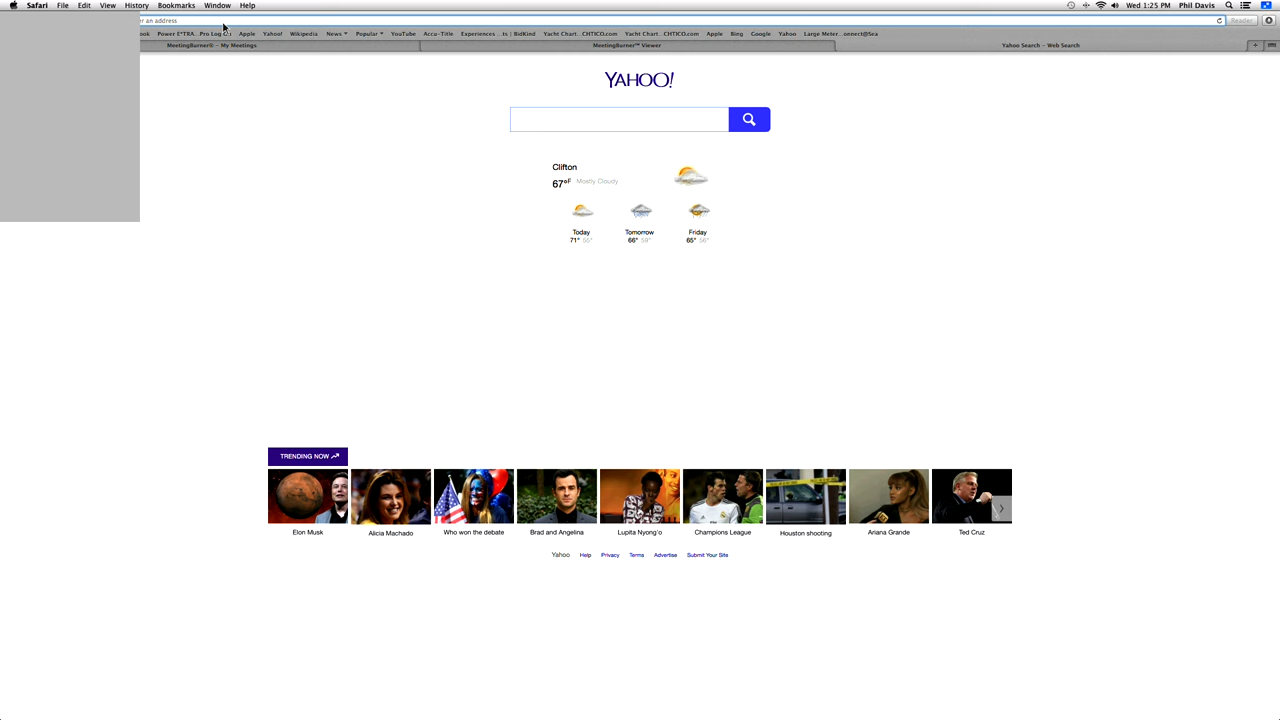 Safari File Edit View History Bookmarks Window Help Wed 1:25 PM Phil Davis
an address Reader
ook Power E*TRA...Pro Log Apple Yahoo! Wikipedia News Popular YouTube Accu-Title Experiences ...ts | BidKind Yacht Chart...CHTICO.com Yacht Chart...CHTICO.com Apple Bing Google Yahoo Large Meter...onnect@Sea
MeetingBurner® - My Meetings MeetingBurner™ Viewer Yahoo Search - Web Search
YAHOO!
Clifton
67°F Mostly Cloudy
Today Tomorrow Friday
71° 55° 66° 59° 65° 56°
TRENDING NOW
Elon Musk Alicia Machado Who won the debate Brad and Angelina Lupita Nyong'o Champions League Houston shooting Ariana Grande Ted Cruz
Yahoo Help Privacy Terms Advertise Submit Your Site